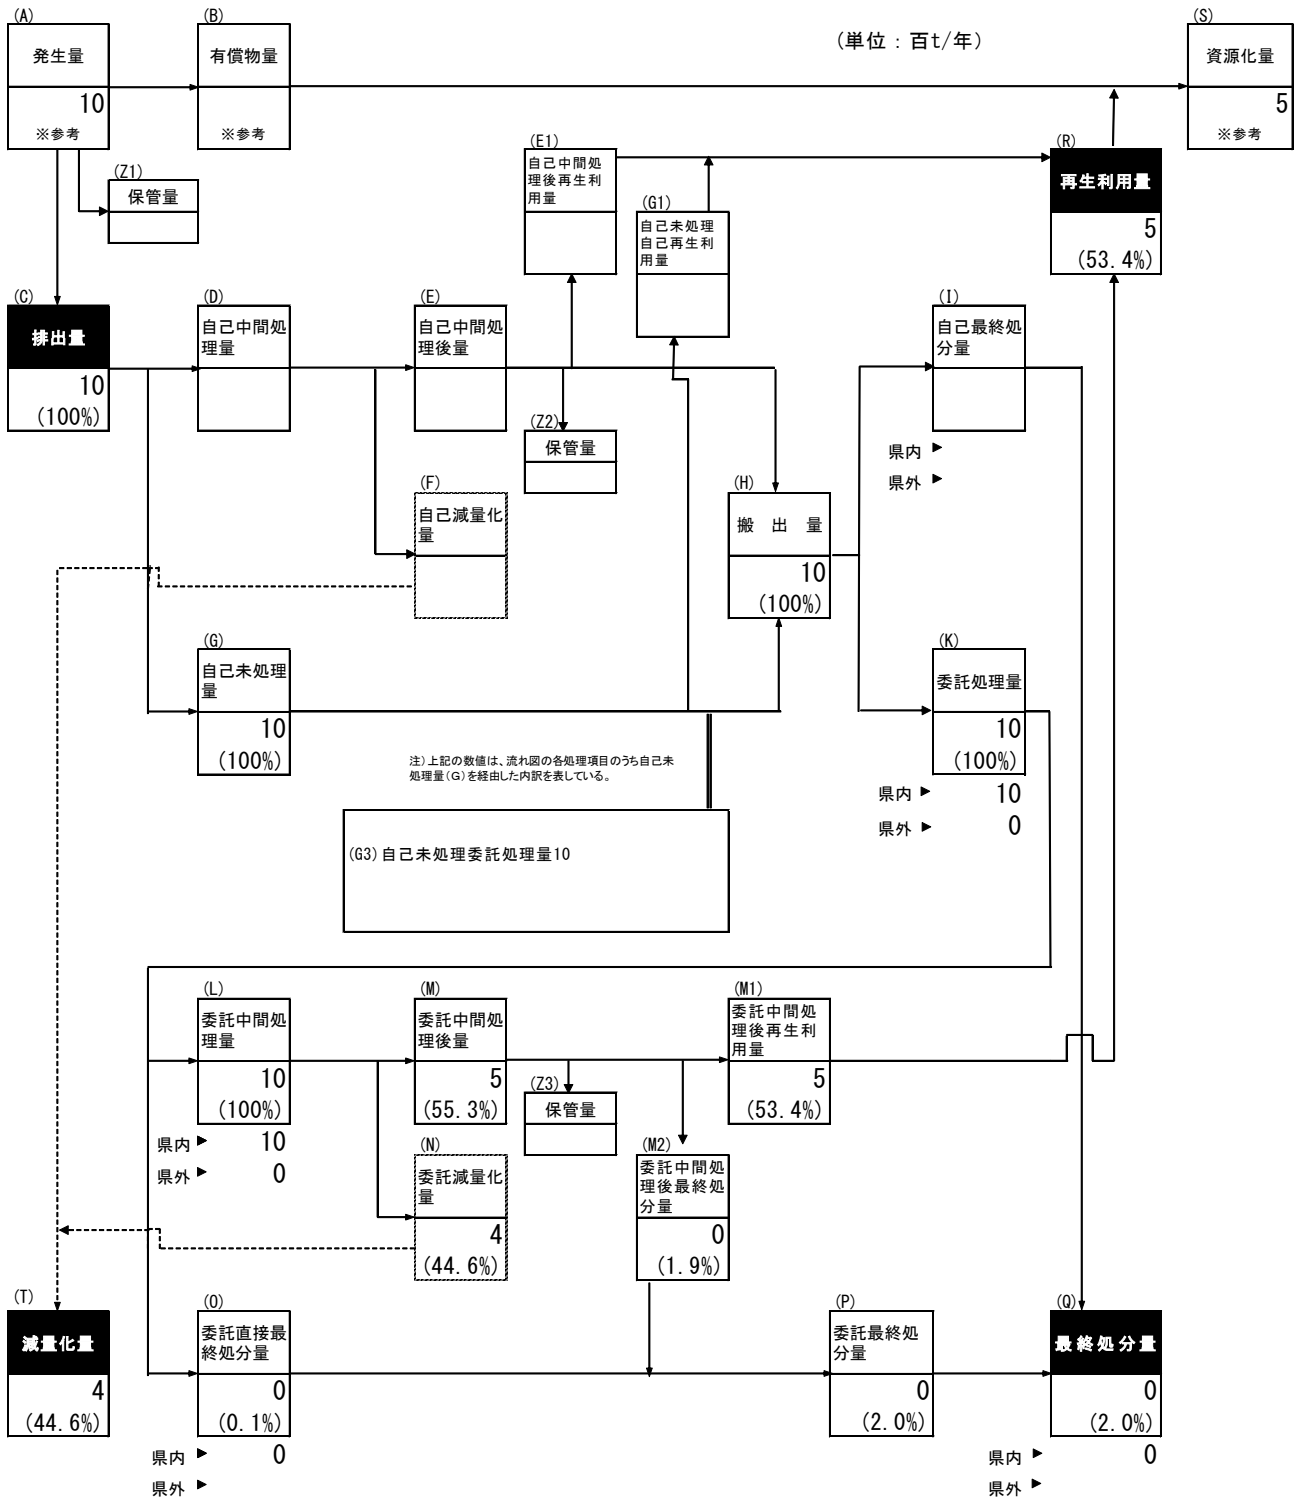 (A)
発生量
10
※参考
(B)
有償物量
※参考
(単位：百t/年)
(S)
資源化量
5
※参考
(Z1)
保管量
(E1)
自己中間処
理後再生利
用量
(G1)
自己未処理
自己再生利
用量
(R)
再生利用量
5
(53.4%)
(C)
排出量
10
(100%)
(D)
自己中間処
理量
(E)
自己中間処
理後量
(I)
自己最終処
分量
県内 ▶
県外 ▶
(Z2)
保管量
(F)
自己減量化
量
(H)
搬 出 量
10
(100%)
(G)
自己未処理
量
10
(100%)
(K)
委託処理量
10
(100%)
県内 ▶ 10
県外 ▶ 0
注)上記の数値は、流れ図の各処理項目のうち自己未
処理量(G)を経由した内訳を表している。
(G3)自己未処理委託処理量10
(L)
委託中間処
理量
10
(100%)
県内 ▶ 10
県外 ▶ 0
(M)
委託中間処
理後量
5
(55.3%)
(Z3)
保管量
(M1)
委託中間処
理後再生利
用量
5
(53.4%)
(N)
委託減量化
量
4
(44.6%)
(M2)
委託中間処
理後最終処
分量
0
(1.9%)
(T)
減量化量
4
(44.6%)
(O)
委託直接最
終処分量
0
(0.1%)
県内 ▶ 0
県外 ▶
(P)
委託最終処
分量
0
(2.0%)
(Q)
最終処分量
0
(2.0%)
県内 ▶ 0
県外 ▶